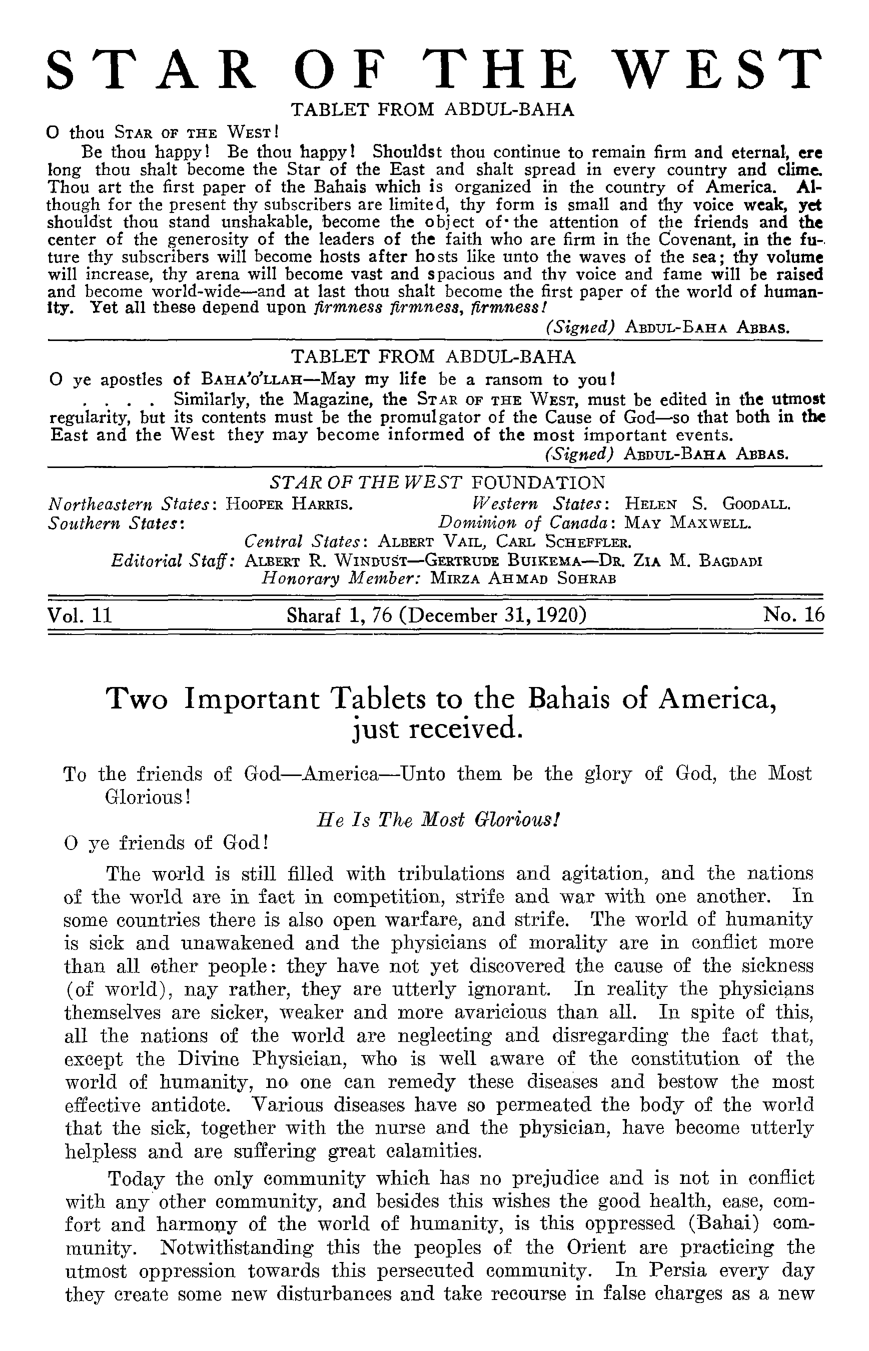 STAR OF THE WEST
TABLET FROM ABDUL-BAHA
O thou STAR OF THE WEST!
Be thou happy! Be thou happy! Shouldst thou continue to remain firm and eternal, ere
long thou shalt become the Star of the East and shalt spread in every country and clime.
Thou art the first paper of the Bahais which is organized in the country of America. Al-
though for the present thy subscribers are limited, thy form is small and thy voice weak, yet
shouldst thou stand unshakable, become the object of the attention of the friends and the
center of the generosity of the leaders of the faith who are firm in the Covenant, in the fu-
ture thy subscribers will become hosts after hosts like unto the waves of the sea; thy volume
will increase, thy arena will become vast and spacious and thy voice and fame will be raised
and become world-wide—and at last thou shalt become the first paper of the world of human-
ity. Yet all these depend upon firmness firmness, firmness!
(Signed) ABDUL-BAHA ABBAS.
TABLET FROM ABDUL-BAHA
O ye apostles of BAHA'O'LLAH—May my life be a ransom to you!
. . . . Similarly, the Magazine, the STAR OF THE WEST, must be edited in the utmost
regularity, but its contents must be the promulgator of the Cause of God—so that both in the
East and the West they may become informed of the most important events.
(Signed) ABDUL-BAHA ABBAS.
STAR OF THE WEST FOUNDATION
Northeastern States: HOOPER HARRIS. Western States: HELEN S. GOODALL.
Southern States: Dominion of Canada: MAY MAXWELL.
Central States: ALBERT VAIL, CARL SCHEFFLER.
Editorial Staff: ALBERT R. WINDUST—GERTRUDE BUIKEMA—DR. ZIA M. BAGDADI
Honorary Member: MIRZA AHMAD SOHRAB
Vol. 11 Sharaf 1, 76 (December 31, 1920) No. 16
Two Important Tablets to the Bahais of America,
just received.
To the friends of God—America—Unto them be the glory of God, the Most
Glorious!
He Is The Most Glorious!
O ye friends of God!
The world is still filled with tribulations and agitation, and the nations
of the world are in fact in competition, strife and war with one another. In
some countries there is also open warfare, and strife. The world of humanity
is sick and unawakened and the physicians of morality are in conflict more
than all other people: they have not yet discovered the cause of the sickness
(of world), nay rather, they are utterly ignorant. In reality the physicians
themselves are sicker, weaker and more avaricious than all. In spite of this,
all the nations of the world are neglecting and disregarding the fact that,
except the Divine Physician, who is well aware of the constitution of the
world of humanity, no one can remedy these diseases and bestow the most
effective antidote. Various diseases have so permeated the body of the world
that the sick, together with the nurse and the physician, have become utterly
helpless and are suffering great calamities.
Today the only community which has no prejudice and is not in conflict
with any other community, and besides this wishes the good health, ease, com-
fort and harmony of the world of humanity, is this oppressed (Bahai) com-
munity. Notwithstanding this the peoples of the Orient are practicing the
utmost oppression towards this persecuted community. In Persia every day
they create some new disturbances and take recourse in false charges as a new